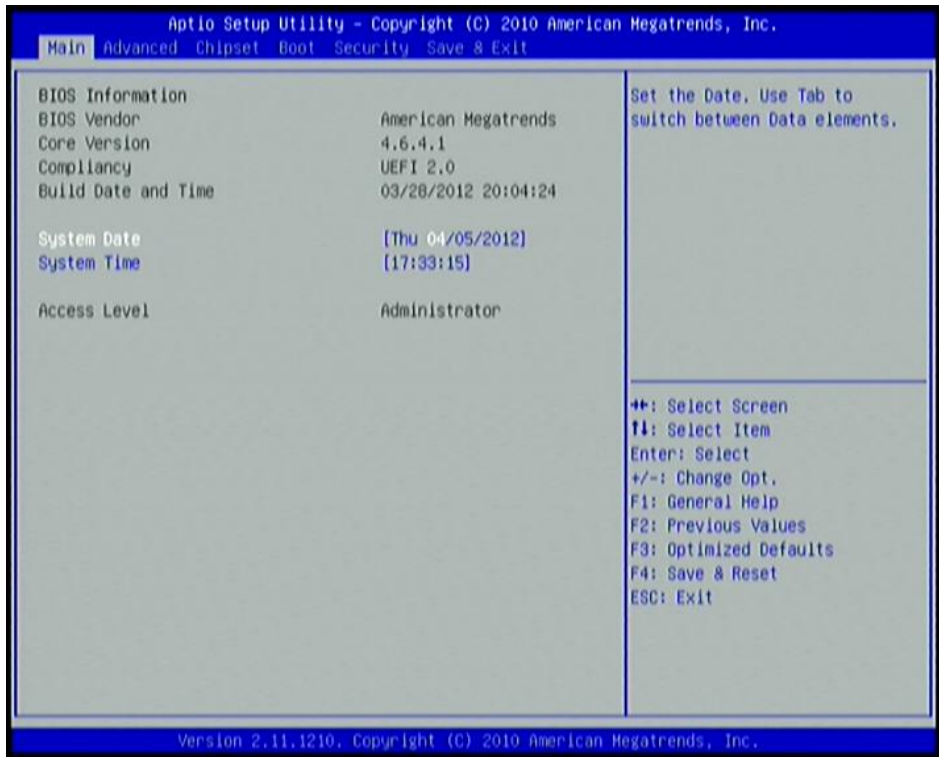 Aptio Setup Utility - Copyright (C) 2010 American Megatrends, Inc.
Main Advanced Chipset Boot Security Save & Exit
BIOS Information
BIOS Vendor American Megatrends
Core Version 4.6.4.1
Compliancy UEFI 2.0
Build Date and Time 03/28/2012 20:04:24
System Date [Thu 04/05/2012]
System Time [17:33:15]
Access Level Administrator
Set the Date. Use Tab to
switch between Data elements.
→←: Select Screen
↑↓: Select Item
Enter: Select
+/-: Change Opt.
F1: General Help
F2: Previous Values
F3: Optimized Defaults
F4: Save & Reset
ESC: Exit
Version 2.11.1210. Copyright (C) 2010 American Megatrends, Inc.